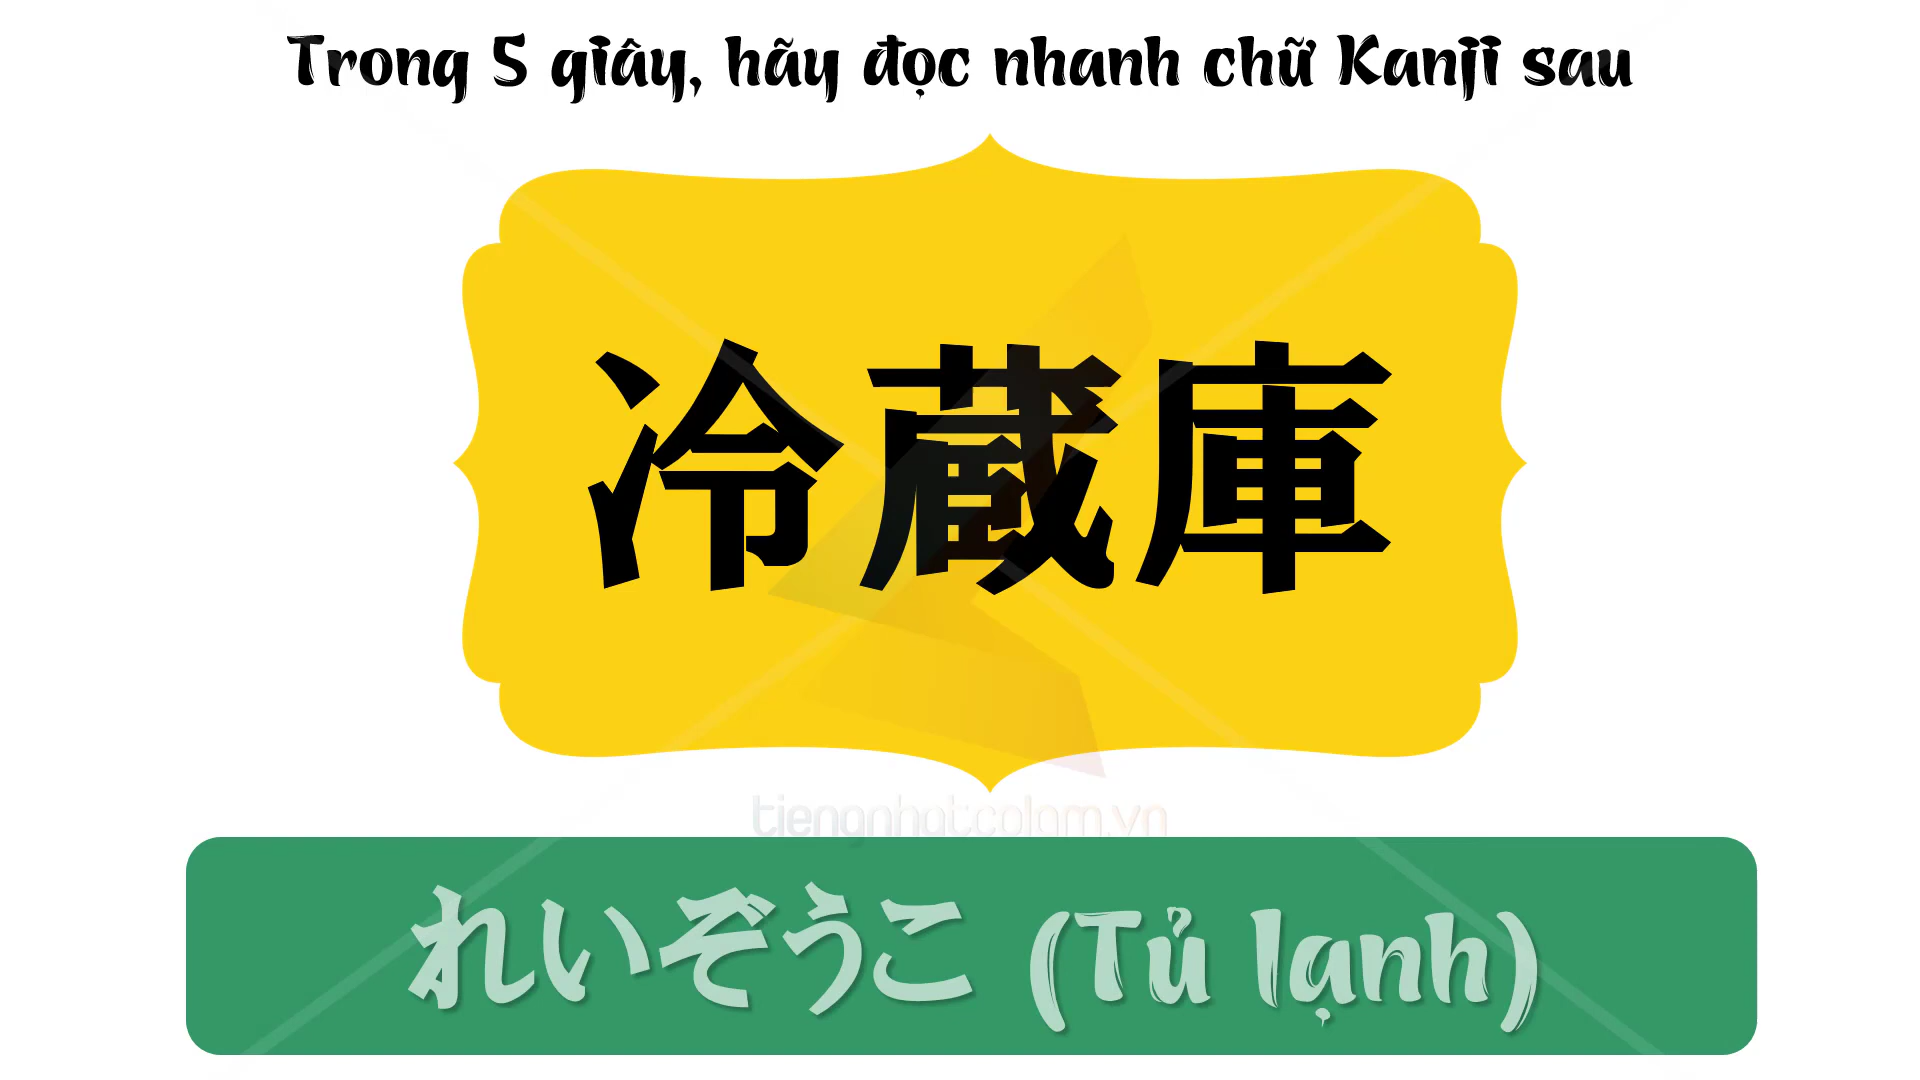 Trong 5 giây, hãy đọc nhanh chữ Kanji sau
冷蔵庫
tiengnhatcolam.vn
れいぞうこ (Tủ lạnh)